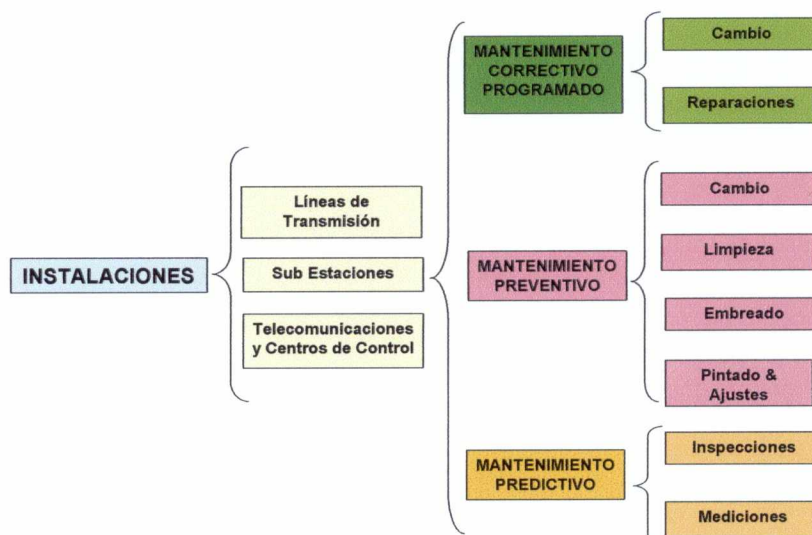 INSTALACIONES
Líneas de
Transmisión
Sub Estaciones
Telecomunicaciones
y Centros de Control
MANTENIMIENTO
CORRECTIVO
PROGRAMADO
Cambio
Reparaciones
MANTENIMIENTO
PREVENTIVO
Cambio
Limpieza
Embreado
Pintado &
Ajustes
MANTENIMIENTO
PREDICTIVO
Inspecciones
Mediciones